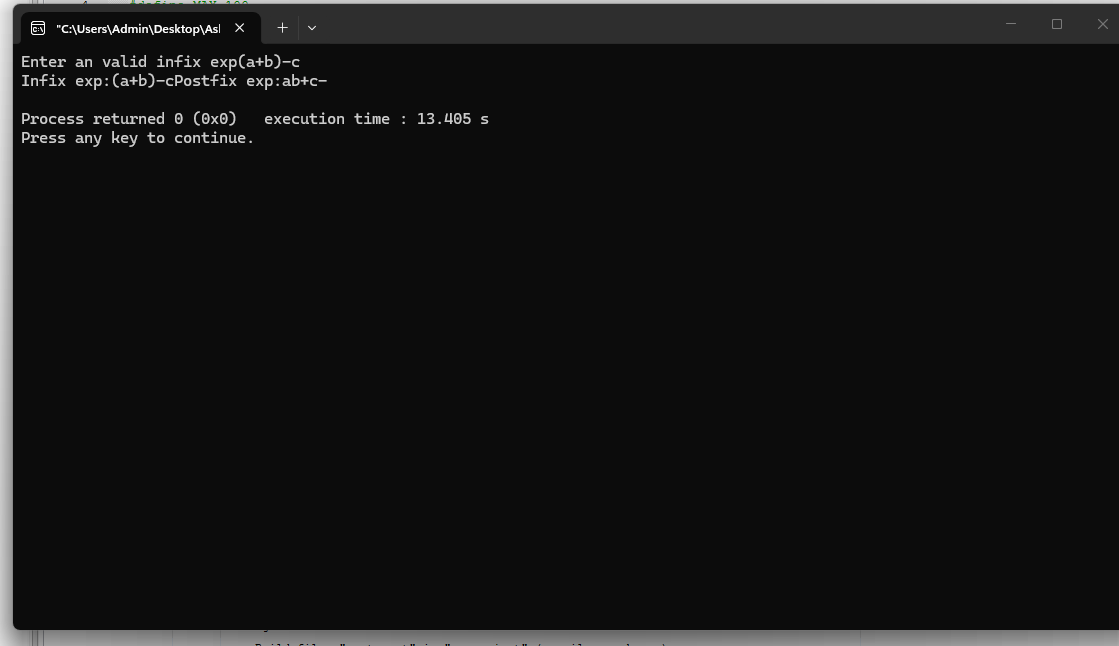 "C:\Users\Admin\Desktop\Asl
Enter an valid infix exp(a+b)-c
Infix exp:(a+b)-cPostfix exp:ab+c-
Process returned 0 (0x0)   execution time : 13.405 s
Press any key to continue.